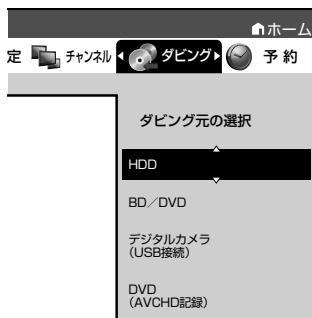 ホーム
定 チャンネル ダビング 予約
ダビング元の選択
HDD
BD／DVD
デジタルカメラ
（USB接続）
DVD
（AVCHD記録）